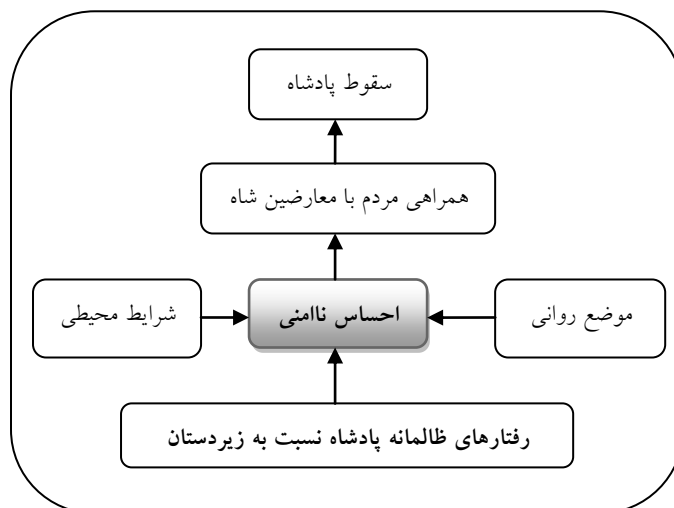 سقوط پادشاه
همراهی مردم با معارضین شاه
موضع روانی
احساس ناامنی
شرایط محیطی
رفتارهای ظالمانه پادشاه نسبت به زیردستان